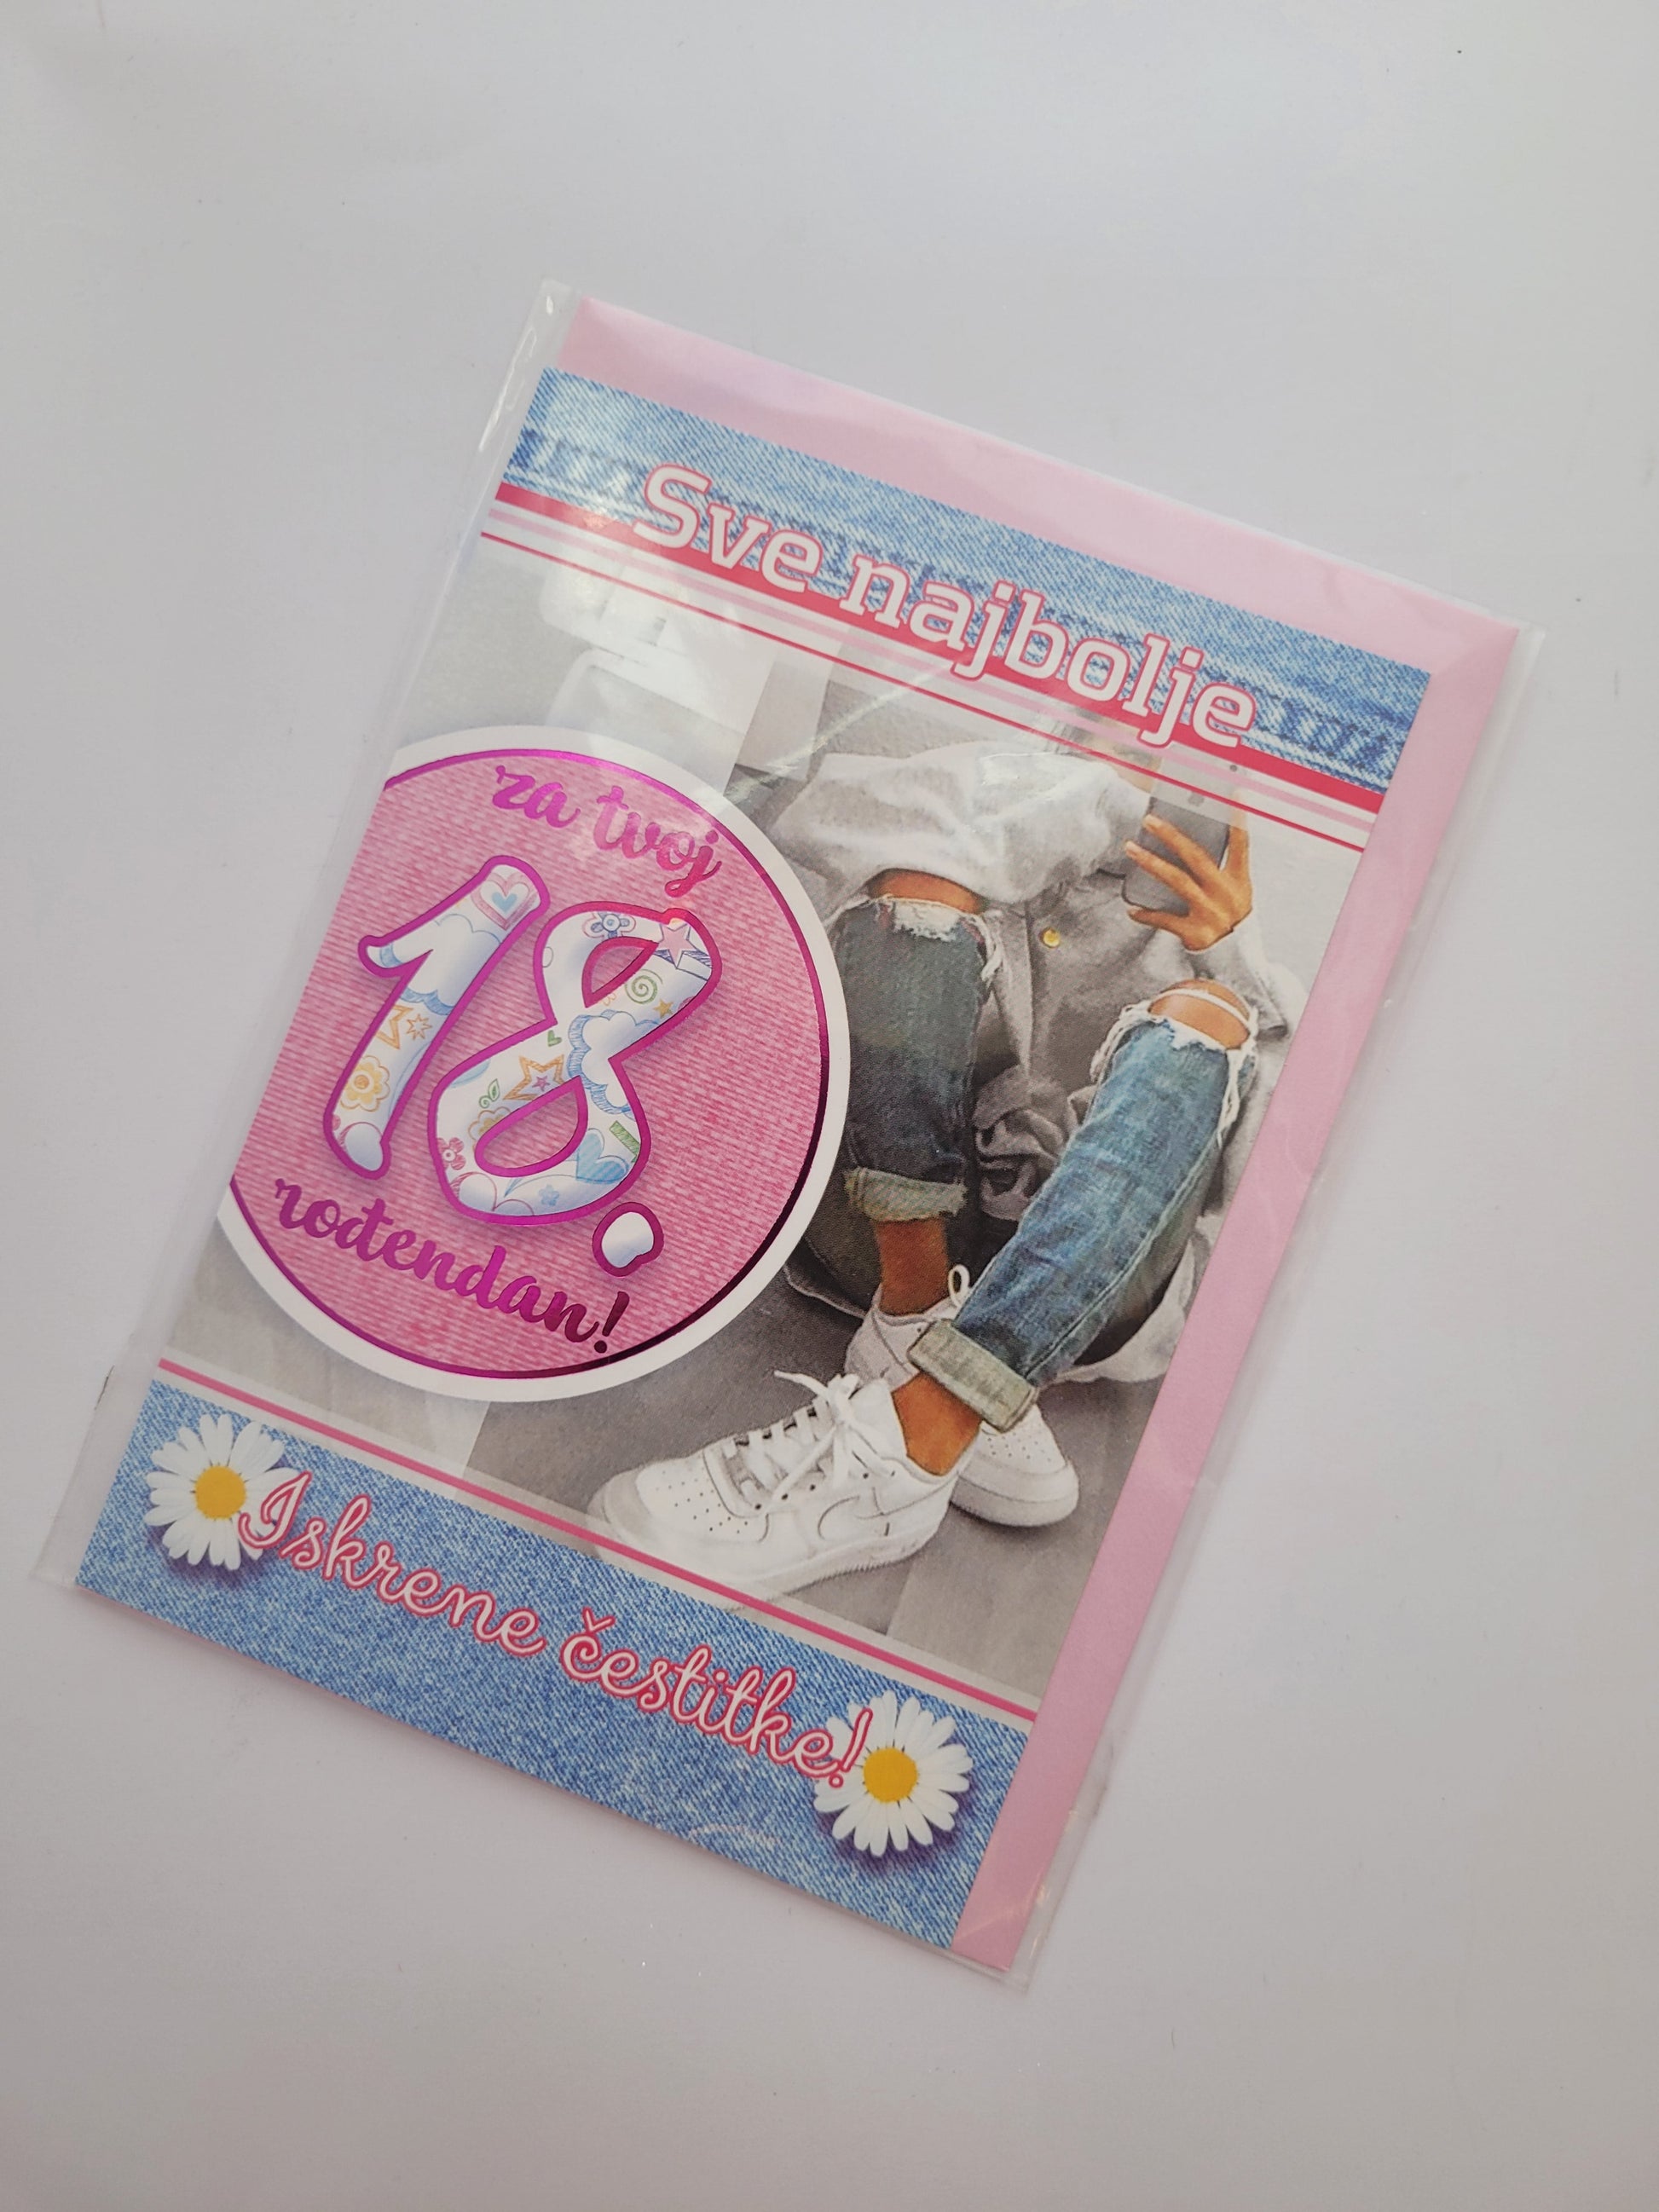 Sve najbolje
za tvoj
18.
rođendan!
Iskrene čestitke!